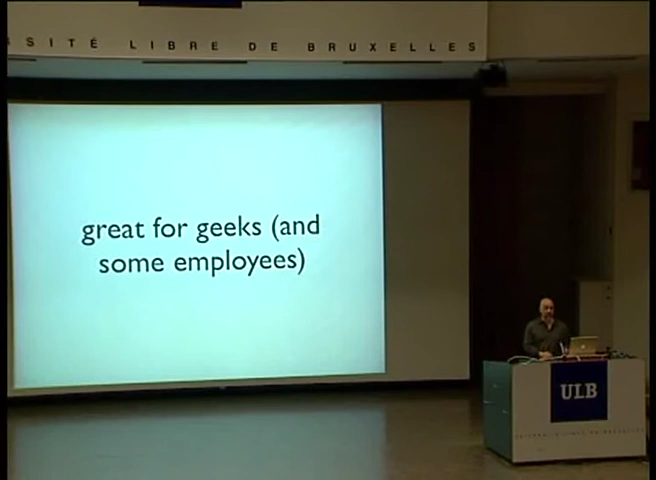 SITÉ LIBRE DE BRUXELLES
great for geeks (and
some employees)
ULB